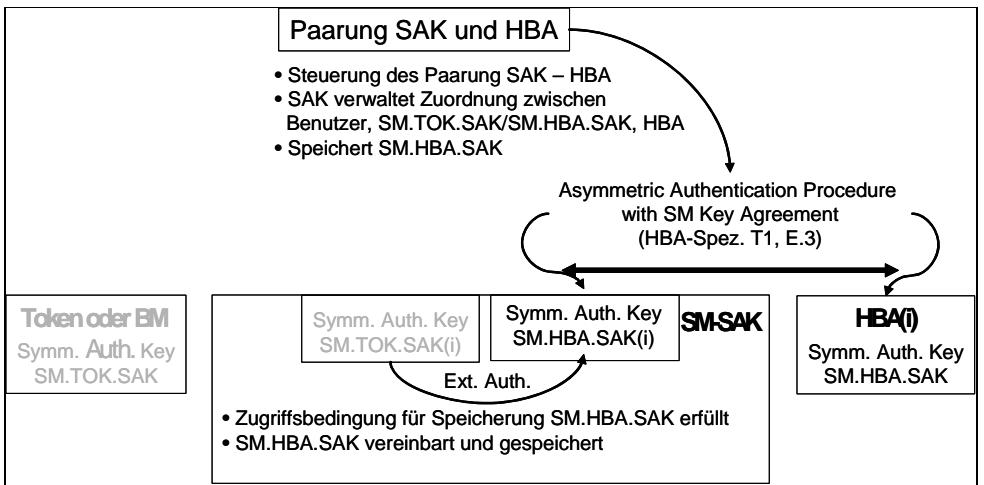 Paarung SAK und HBA
• Steuerung des Paarung SAK – HBA
• SAK verwaltet Zuordnung zwischen
Benutzer, SM.TOK.SAK/SM.HBA.SAK, HBA
• Speichert SM.HBA.SAK
Asymmetric Authentication Procedure
with SM Key Agreement
(HBA-Spez. T1, E.3)
Token oder BM
Symm. Auth. Key
SM.TOK.SAK
Symm. Auth. Key
SM.TOK.SAK(i)
Symm. Auth. Key
SM.HBA.SAK(i)
SM-SAK
HBA(i)
Symm. Auth. Key
SM.HBA.SAK
Ext. Auth.
• Zugriffsbedingung für Speicherung SM.HBA.SAK erfüllt
• SM.HBA.SAK vereinbart und gespeichert